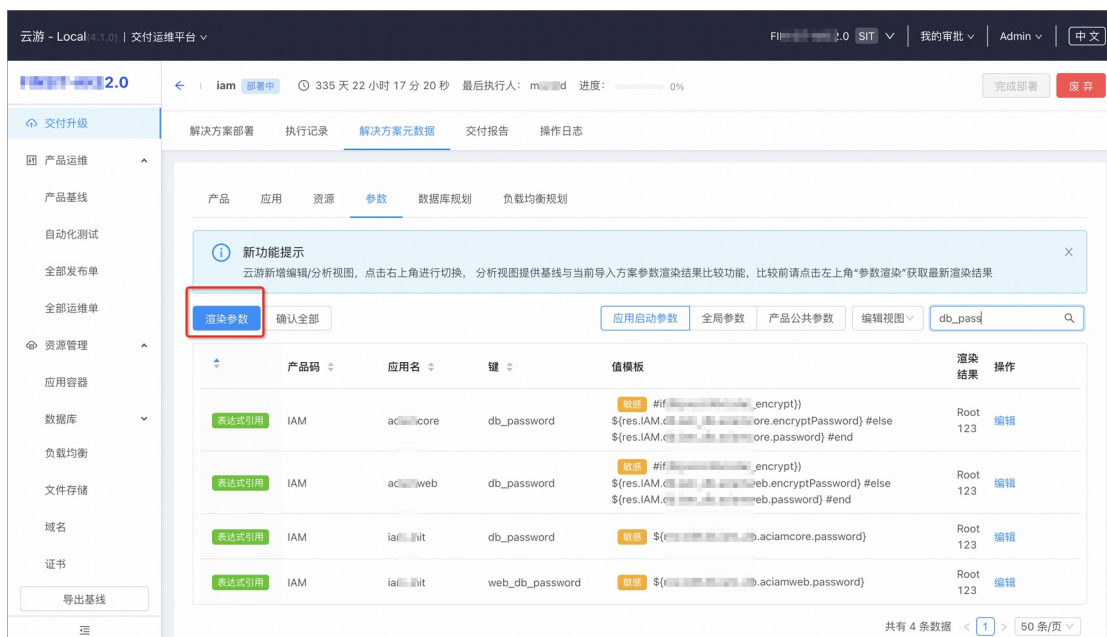 云游 - Local(4.1.0) | 交付运维平台
2.0 SIT 我的审批 Admin 中文
2.0
iam 部署中 335 天 22 小时 17 分 20 秒 最后执行人: 进度: 0%
完成部署 废弃
交付升级
产品运维
产品基线
自动化测试
全部发布单
全部运维单
资源管理
应用容器
数据库
负载均衡
文件存储
域名
证书
导出基线
解决方案部署 执行记录 解决方案元数据 交付报告 操作日志
产品 应用 资源 参数 数据库规划 负载均衡规划
新功能提示
云游新增编辑/分析视图，点击右上角进行切换， 分析视图提供基线与当前导入方案参数渲染结果比较功能，比较前请点击左上角“参数渲染”获取最新渲染结果
渲染参数 确认全部 应用启动参数 全局参数 产品公共参数 编辑视图 db_pass
产品码 应用名 键 值模板 渲染结果 操作
表达式引用 IAM core db_password 敏感 #if _encrypt})
${res.IAM. ore.encryptPassword} #else
${res.IAM. ore.password} #end
Root
123
编辑
表达式引用 IAM web db_password 敏感 #if _encrypt})
${res.IAM. eb.encryptPassword} #else
${res.IAM. eb.password} #end
Root
123
编辑
表达式引用 IAM db_password 敏感 ${ .aciamcore.password}
Root
123
编辑
表达式引用 IAM web_db_password 敏感 ${ .aciamweb.password}
Root
123
编辑
共有 4 条数据 < 1 > 50 条/页